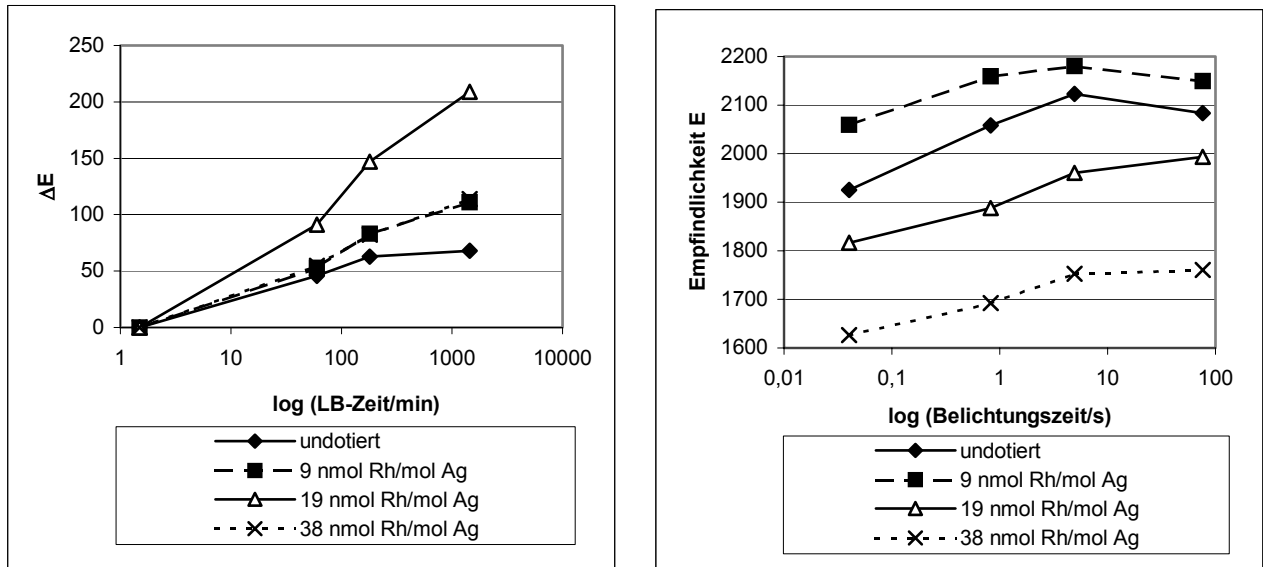 250
200
150
100
50
0
ΔE
1 10 100 1000 10000
log (LB-Zeit/min)
undotiert
9 nmol Rh/mol Ag
19 nmol Rh/mol Ag
38 nmol Rh/mol Ag
2200
2100
2000
1900
1800
1700
1600
Empfindlichkeit E
0,01 0,1 1 10 100
log (Belichtungszeit/s)
undotiert
9 nmol Rh/mol Ag
19 nmol Rh/mol Ag
38 nmol Rh/mol Ag